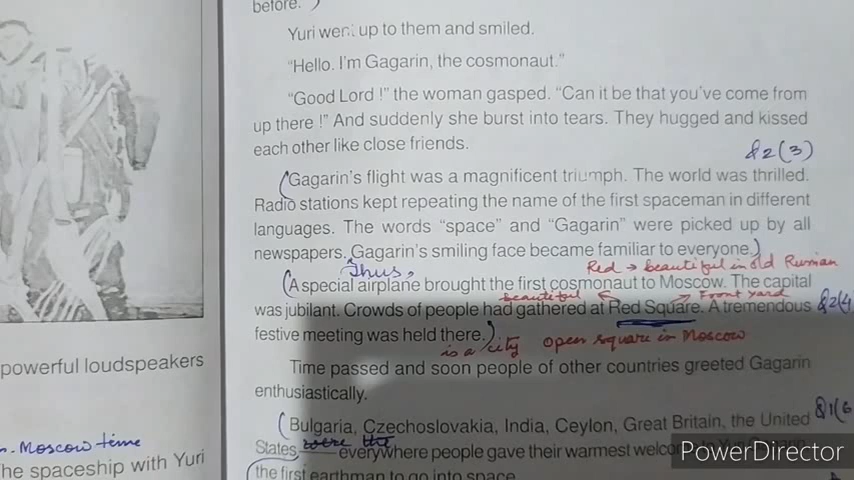 before. )
Yuri went up to them and smiled.
"Hello. I'm Gagarin, the cosmonaut."
"Good Lord !" the woman gasped. "Can it be that you've come from
up there !" And suddenly she burst into tears. They hugged and kissed
each other like close friends.
&2(3)
(Gagarin's flight was a magnificent triumph. The world was thrilled.
Radio stations kept repeating the name of the first spaceman in different
languages. The words "space" and "Gagarin" were picked up by all
newspapers. Gagarin's smiling face became familiar to everyone.)
Thus,
Red → beautiful in old Russian
(A special airplane brought the first cosmonaut to Moscow. The capital
beautiful
Front yard
was jubilant. Crowds of people had gathered at Red Square. A tremendous
&2(4
festive meeting was held there.)
is a city open square in Moscow
powerful loudspeakers
Time passed and soon people of other countries greeted Gagarin
enthusiastically.
(Bulgaria, Czechoslovakia, India, Ceylon, Great Britain, the United
&1(6
Moscow time
States everywhere people gave their warmest
he spaceship with Yuri
(the first earthman to go into space
PowerDirector